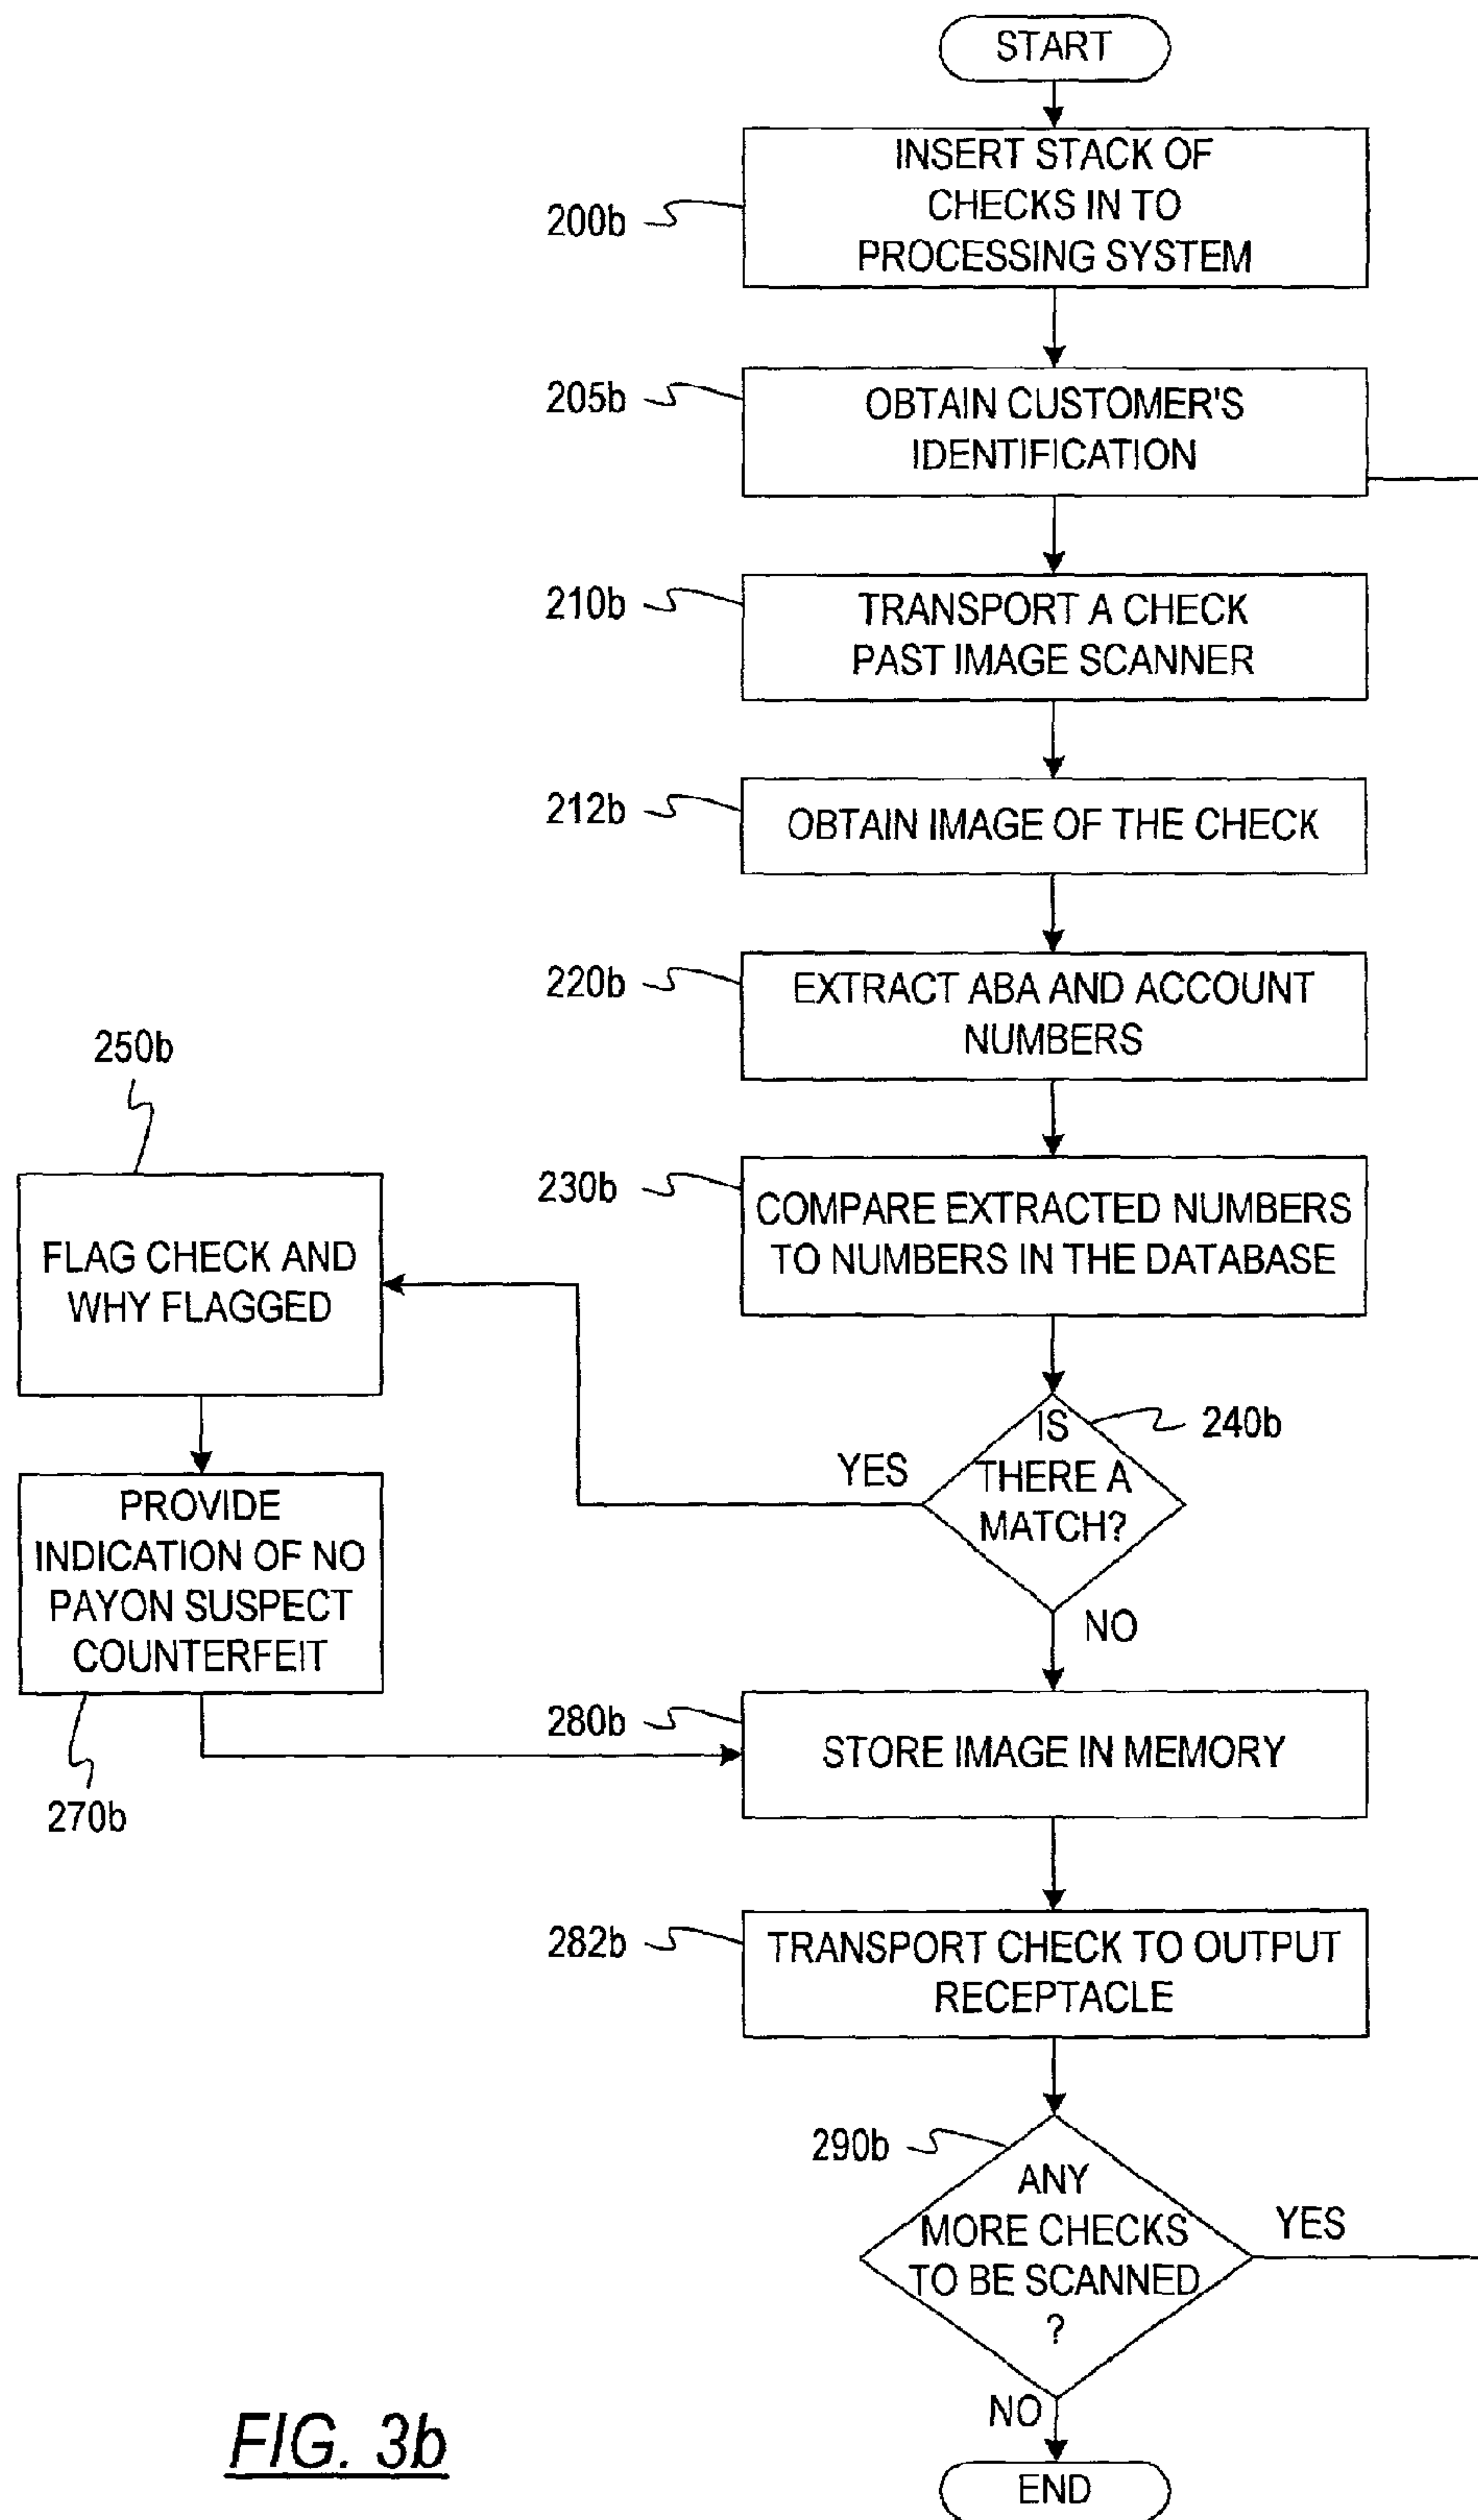 START
INSERT STACK OF
CHECKS IN TO
PROCESSING SYSTEM
200b
OBTAIN CUSTOMER'S
IDENTIFICATION
205b
TRANSPORT A CHECK
PAST IMAGE SCANNER
210b
OBTAIN IMAGE OF THE CHECK
212b
EXTRACT ABA AND ACCOUNT
NUMBERS
220b
COMPARE EXTRACTED NUMBERS
TO NUMBERS IN THE DATABASE
230b
IS
THERE A
MATCH?
240b
YES
NO
250b
FLAG CHECK AND
WHY FLAGGED
PROVIDE
INDICATION OF NO
PAYON SUSPECT
COUNTERFEIT
270b
STORE IMAGE IN MEMORY
280b
TRANSPORT CHECK TO OUTPUT
RECEPTACLE
282b
ANY
MORE CHECKS
TO BE SCANNED
?
290b
YES
NO
END
FIG. 3b